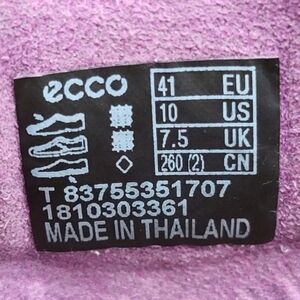 ecco
41 EU
10 US
7.5 UK
260 (2) CN
T 83755351707
1810303361
MADE IN THAILAND